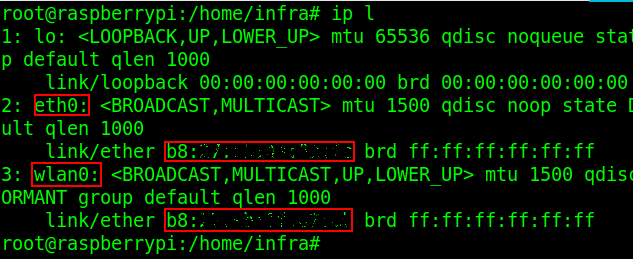 root@raspberrypi:/home/infra# ip l
1: lo: <LOOPBACK,UP,LOWER_UP> mtu 65536 qdisc noqueue stat
p default qlen 1000
link/loopback 00:00:00:00:00:00 brd 00:00:00:00:00:00
2: eth0: <BROADCAST,MULTICAST> mtu 1500 qdisc noop state D
ult qlen 1000
link/ether b8: brd ff:ff:ff:ff:ff:ff
3: wlan0: <BROADCAST,MULTICAST,UP,LOWER_UP> mtu 1500 qdisc
ORMANT group default qlen 1000
link/ether b8: brd ff:ff:ff:ff:ff:ff
root@raspberrypi:/home/infra#